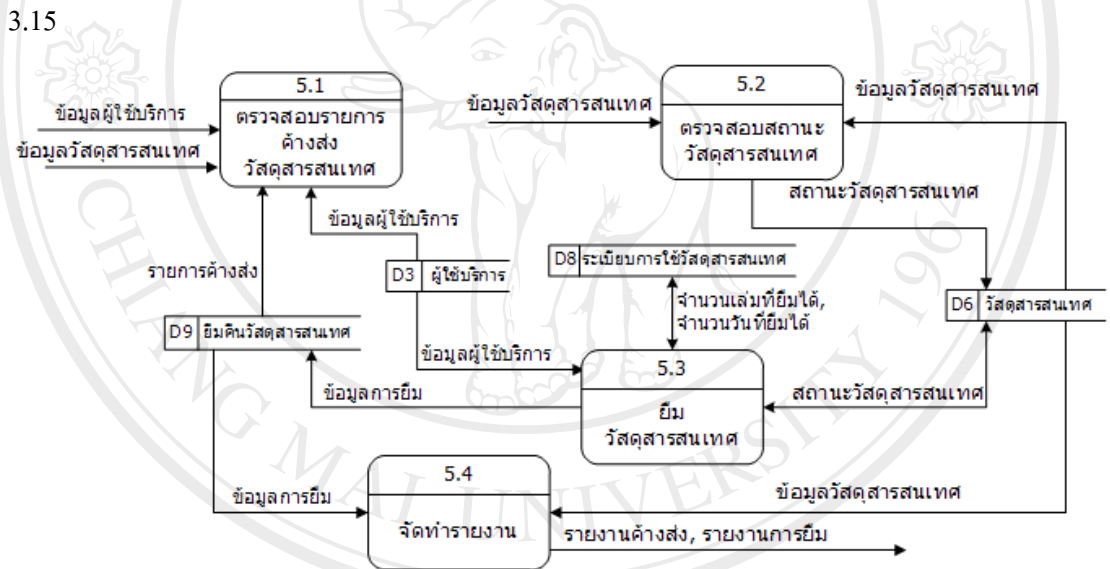 3.15
5.1
ตรวจสอบรายการ
ค้างส่ง
วัสดุสารสนเทศ
ข้อมูลผู้ใช้บริการ
ข้อมูลวัสดุสารสนเทศ
ข้อมูลวัสดุสารสนเทศ
5.2
ตรวจสอบสถานะ
วัสดุสารสนเทศ
ข้อมูลวัสดุสารสนเทศ
สถานะวัสดุสารสนเทศ
ข้อมูลผู้ใช้บริการ
รายการค้างส่ง
D3 ผู้ใช้บริการ
D8 ระเบียบการใช้วัสดุสารสนเทศ
จำนวนเล่มที่ยืมได้,
จำนวนวันที่ยืมได้
D6 วัสดุสารสนเทศ
D9 ยืมคืนวัสดุสารสนเทศ
ข้อมูลผู้ใช้บริการ
5.3
ยืม
วัสดุสารสนเทศ
ข้อมูลการยืม
สถานะวัสดุสารสนเทศ
5.4
จัดทำรายงาน
ข้อมูลการยืม
ข้อมูลวัสดุสารสนเทศ
รายงานค้างส่ง, รายงานการยืม
CHIANG MAI UNIVERSITY 1964